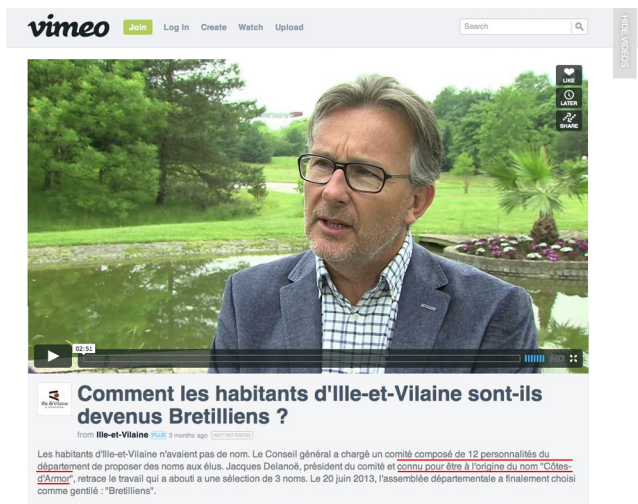 vimeo Join Log In Create Watch Upload Search
HIDE VIDEOS
LIKE
LATER
SHARE
02:51
HD
Ille & Vilaine
Comment les habitants d'Ille-et-Vilaine sont-ils
devenus Bretilliens ?
from Ille-et-Vilaine PLUS 3 months ago NOT YET RATED
Les habitants d'Ille-et-Vilaine n'avaient pas de nom. Le Conseil général a chargé un comité composé de 12 personnalités du
département de proposer des noms aux élus. Jacques Delanoë, président du comité et connu pour être à l'origine du nom "Côtes-
d'Armor", retrace le travail qui a abouti a une sélection de 3 noms. Le 20 juin 2013, l'assemblée départementale a finalement choisi
comme gentilé : "Bretilliens".